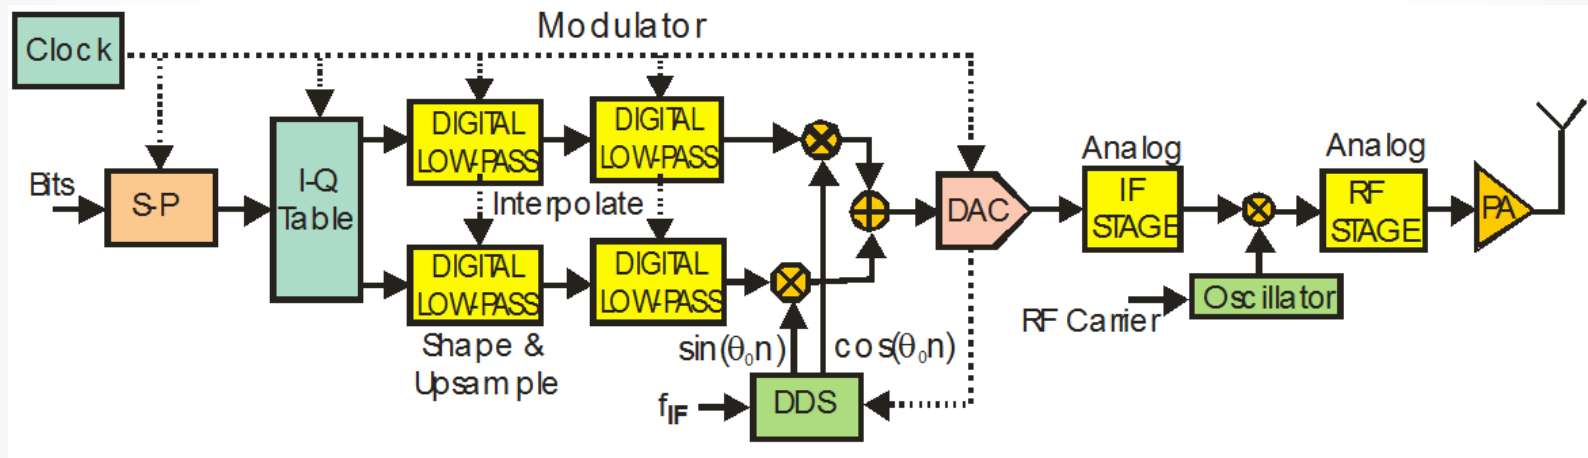 Modulator
Clock
Bits
S-P
I-Q
Table
DIGITAL
LOW-PASS
DIGITAL
LOW-PASS
Interpolate
DIGITAL
LOW-PASS
DIGITAL
LOW-PASS
Shape &
Upsample
sin(θ₀n)
cos(θ₀n)
f_IF
DDS
DAC
Analog
IF
STAGE
Analog
RF
STAGE
PA
RF Carrier
Oscillator